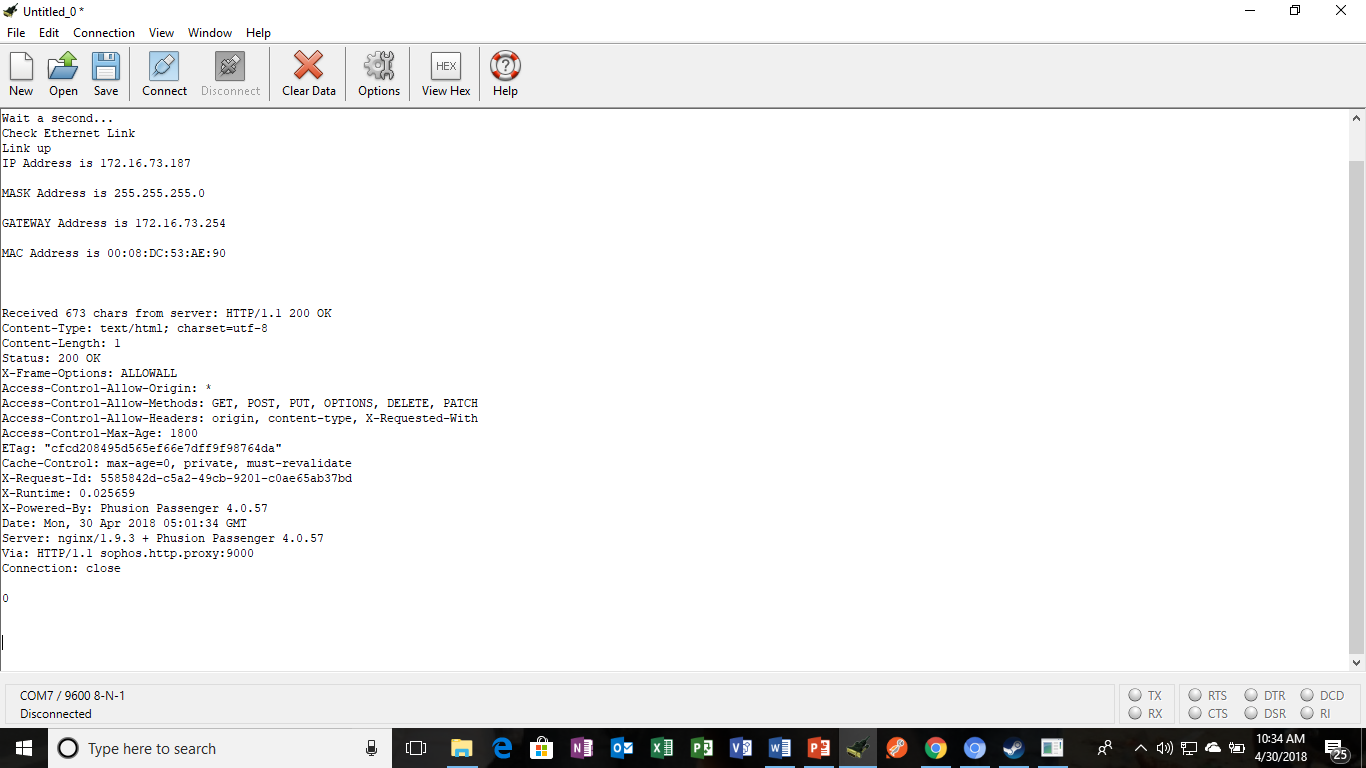 Untitled_0 *
File Edit Connection View Window Help
New Open Save Connect Disconnect Clear Data Options HEX View Hex Help
Wait a second...
Check Ethernet Link
Link up
IP Address is 172.16.73.187
MASK Address is 255.255.255.0
GATEWAY Address is 172.16.73.254
MAC Address is 00:08:DC:53:AE:90
Received 673 chars from server: HTTP/1.1 200 OK
Content-Type: text/html; charset=utf-8
Content-Length: 1
Status: 200 OK
X-Frame-Options: ALLOWALL
Access-Control-Allow-Origin: *
Access-Control-Allow-Methods: GET, POST, PUT, OPTIONS, DELETE, PATCH
Access-Control-Allow-Headers: origin, content-type, X-Requested-With
Access-Control-Max-Age: 1800
ETag: "cfcd208495d565ef66e7dff9f98764da"
Cache-Control: max-age=0, private, must-revalidate
X-Request-Id: 5585842d-c5a2-49cb-9201-c0ae65ab37bd
X-Runtime: 0.025659
X-Powered-By: Phusion Passenger 4.0.57
Date: Mon, 30 Apr 2018 05:01:34 GMT
Server: nginx/1.9.3 + Phusion Passenger 4.0.57
Via: HTTP/1.1 sophos.http.proxy:9000
Connection: close
0
COM7 / 9600 8-N-1
Disconnected
TX RTS DTR DCD
RX CTS DSR RI
Type here to search
10:34 AM
4/30/2018
25